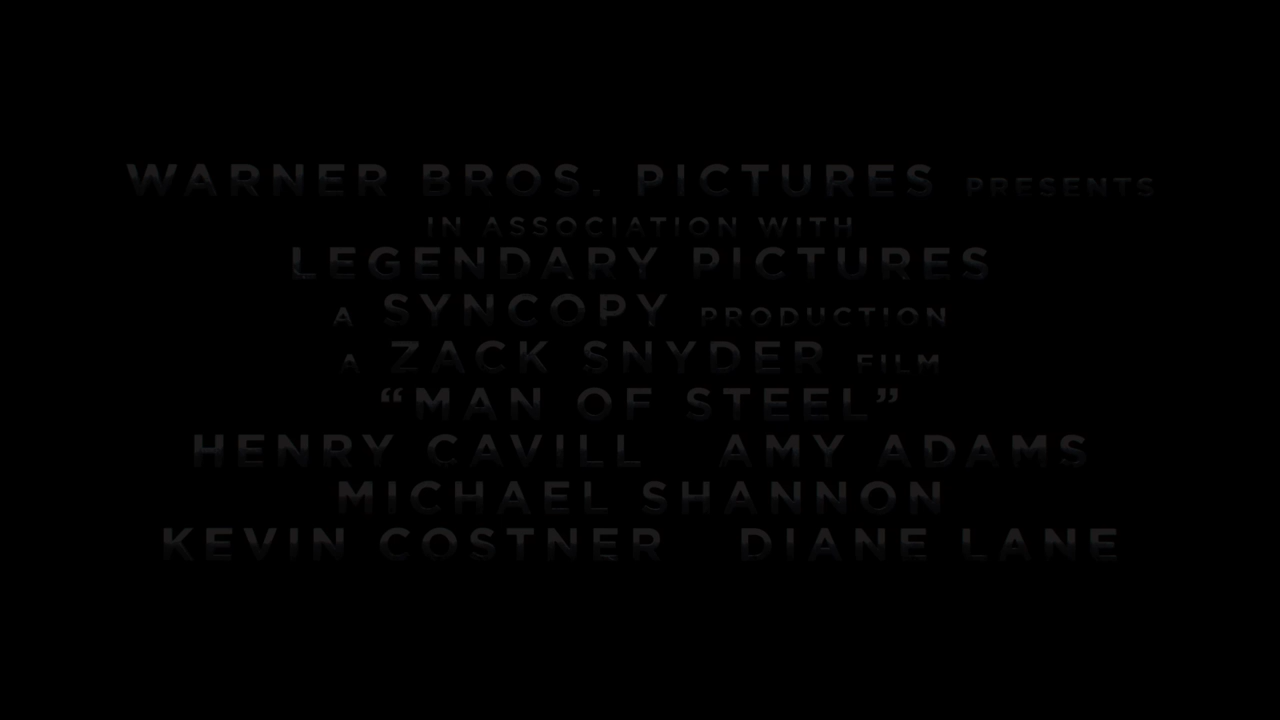 WARNER BROS. PICTURES PRESENTS
IN ASSOCIATION WITH
LEGENDARY PICTURES
A SYNCOPY PRODUCTION
A ZACK SNYDER FILM
“MAN OF STEEL”
HENRY CAVILL AMY ADAMS
MICHAEL SHANNON
KEVIN COSTNER DIANE LANE